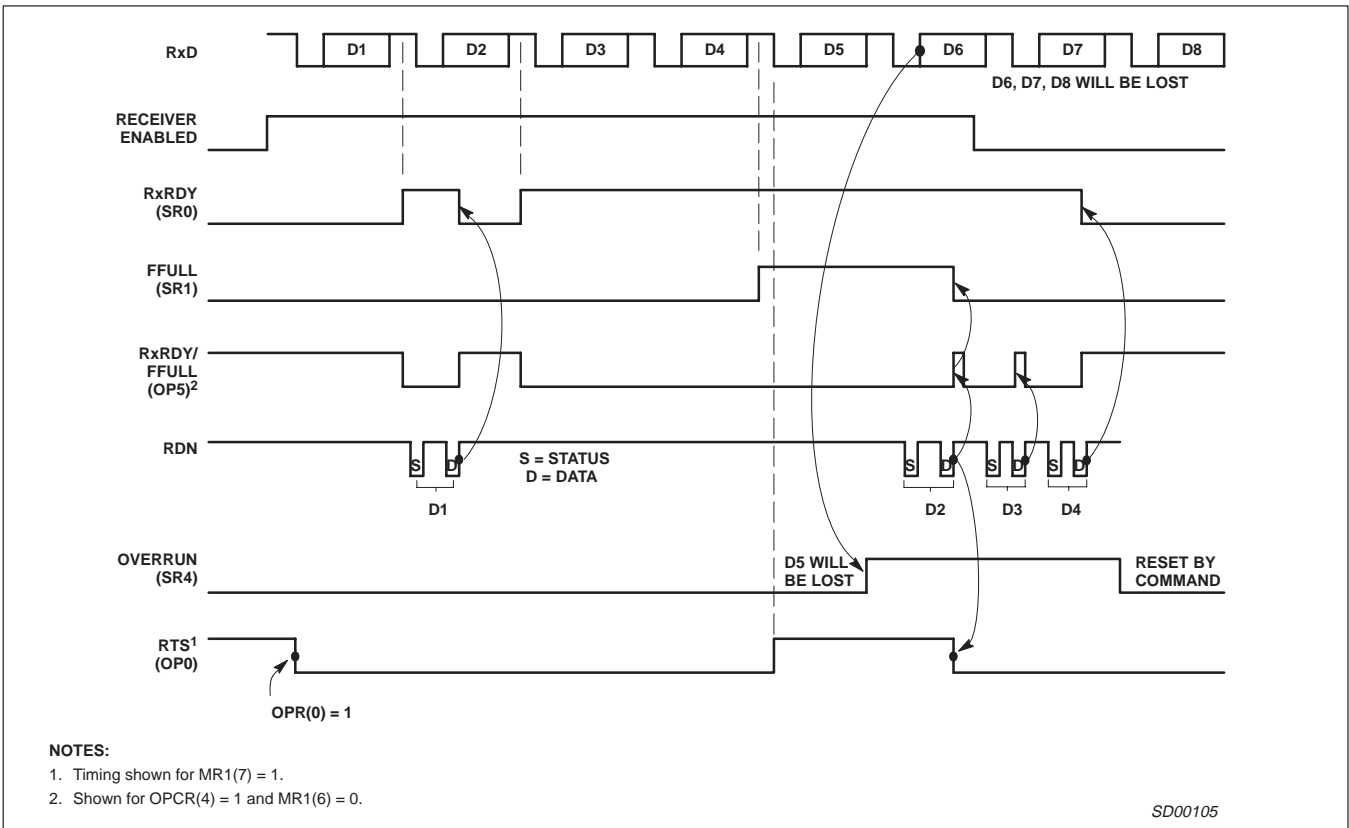 RxD
D1 D2 D3 D4 D5 D6 D7 D8
D6, D7, D8 WILL BE LOST
RECEIVER
ENABLED
RxRDY
(SR0)
FFULL
(SR1)
RxRDY/
FFULL
(OP5)2
RDN
S D S D S D S D
S = STATUS
D = DATA
D1 D2 D3 D4
OVERRUN
(SR4)
D5 WILL
BE LOST
RESET BY
COMMAND
RTS1
(OP0)
OPR(0) = 1
NOTES:
1. Timing shown for MR1(7) = 1.
2. Shown for OPCR(4) = 1 and MR1(6) = 0.
SD00105